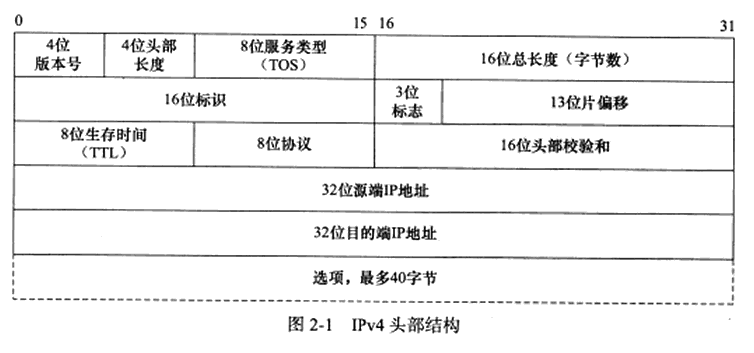 0 15 16 31
4位 4位头部 8位服务类型 16位总长度（字节数）
版本号 长度 （TOS）
16位标识 3位 13位片偏移
标志
8位生存时间 8位协议 16位头部校验和
（TTL）
32位源端IP地址
32位目的端IP地址
选项，最多40字节
图 2-1 IPv4 头部结构